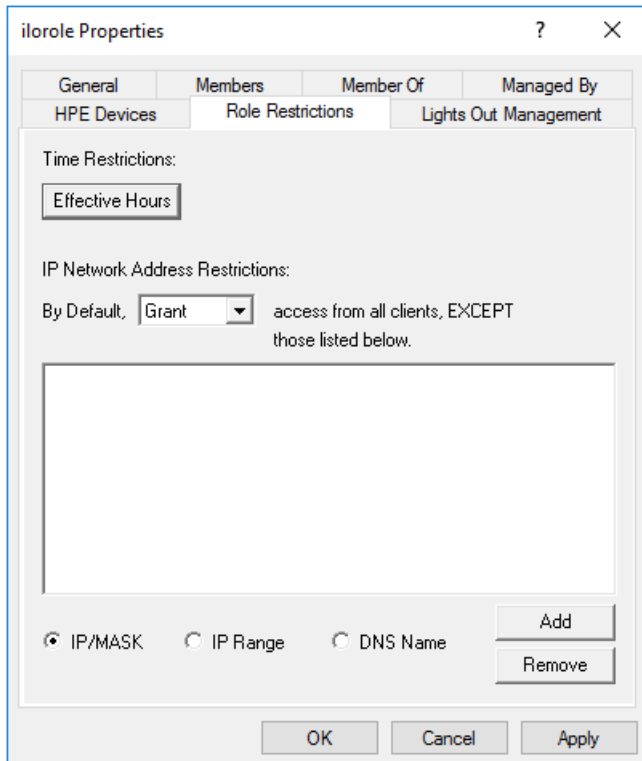 ilorole Properties ? X
General Members Member Of Managed By
HPE Devices Role Restrictions Lights Out Management
Time Restrictions:
Effective Hours
IP Network Address Restrictions:
By Default, Grant access from all clients, EXCEPT
those listed below.
Add
IP/MASK IP Range DNS Name
Remove
OK Cancel Apply